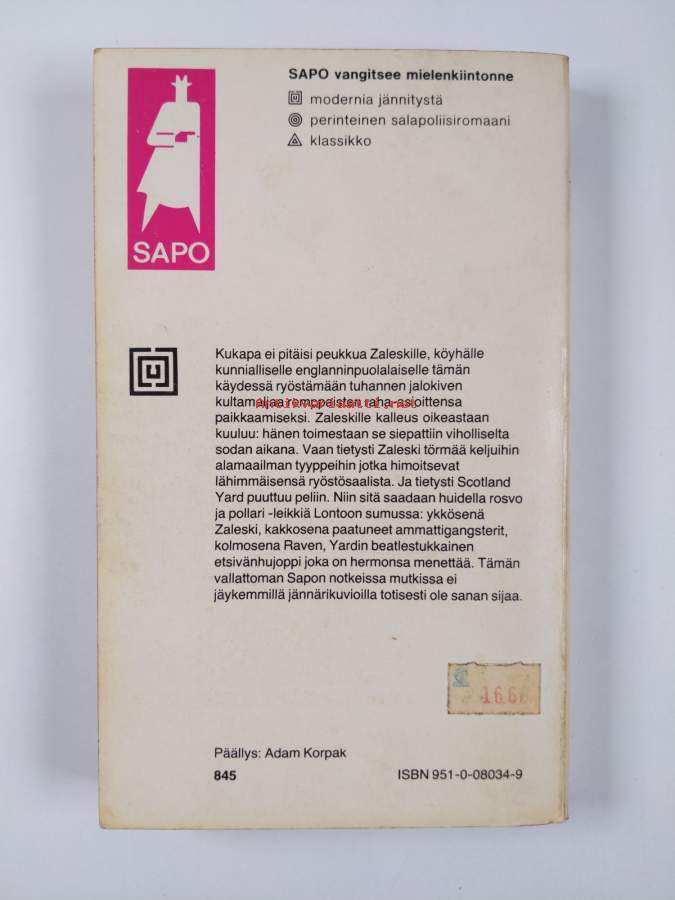 SAPO vangitsee mielenkiintonne
modernia jännitystä
perinteinen salapoliisiromaani
klassikko
SAPO
Kukapa ei pitäisi peukkua Zaleskille, köyhälle
kunnialliselle englanninpuolalaiselle tämän
käydessä ryöstämään tuhannen jalokiven
kultamaljaa raha-asioittensa
Antikvariaatti.net
paikkaamiseksi. Zaleskille kalleus oikeastaan
kuuluu: hänen toimestaan se siepattiin viholliselta
sodan aikana. Vaan tietysti Zaleski törmää keljuihin
alamaailman tyyppeihin jotka himoitsevat
lähimmäisensä ryöstösaalista. Ja tietysti Scotland
Yard puuttuu peliin. Niin sitä saadaan huidella rosvo
ja pollari -leikkiä Lontoon sumussa: ykkösenä
Zaleski, kakkosena paatuneet ammattigangsterit,
kolmosena Raven, Yardin beatlestukkainen
etsivänhujoppi joka on hermonsa menettää. Tämän
vallattoman Sapon notkeissa mutkissa ei
jäykemmillä jännärikuvioilla totisesti ole sanan sijaa.
Päällys: Adam Korpak
845
ISBN 951-0-08034-9